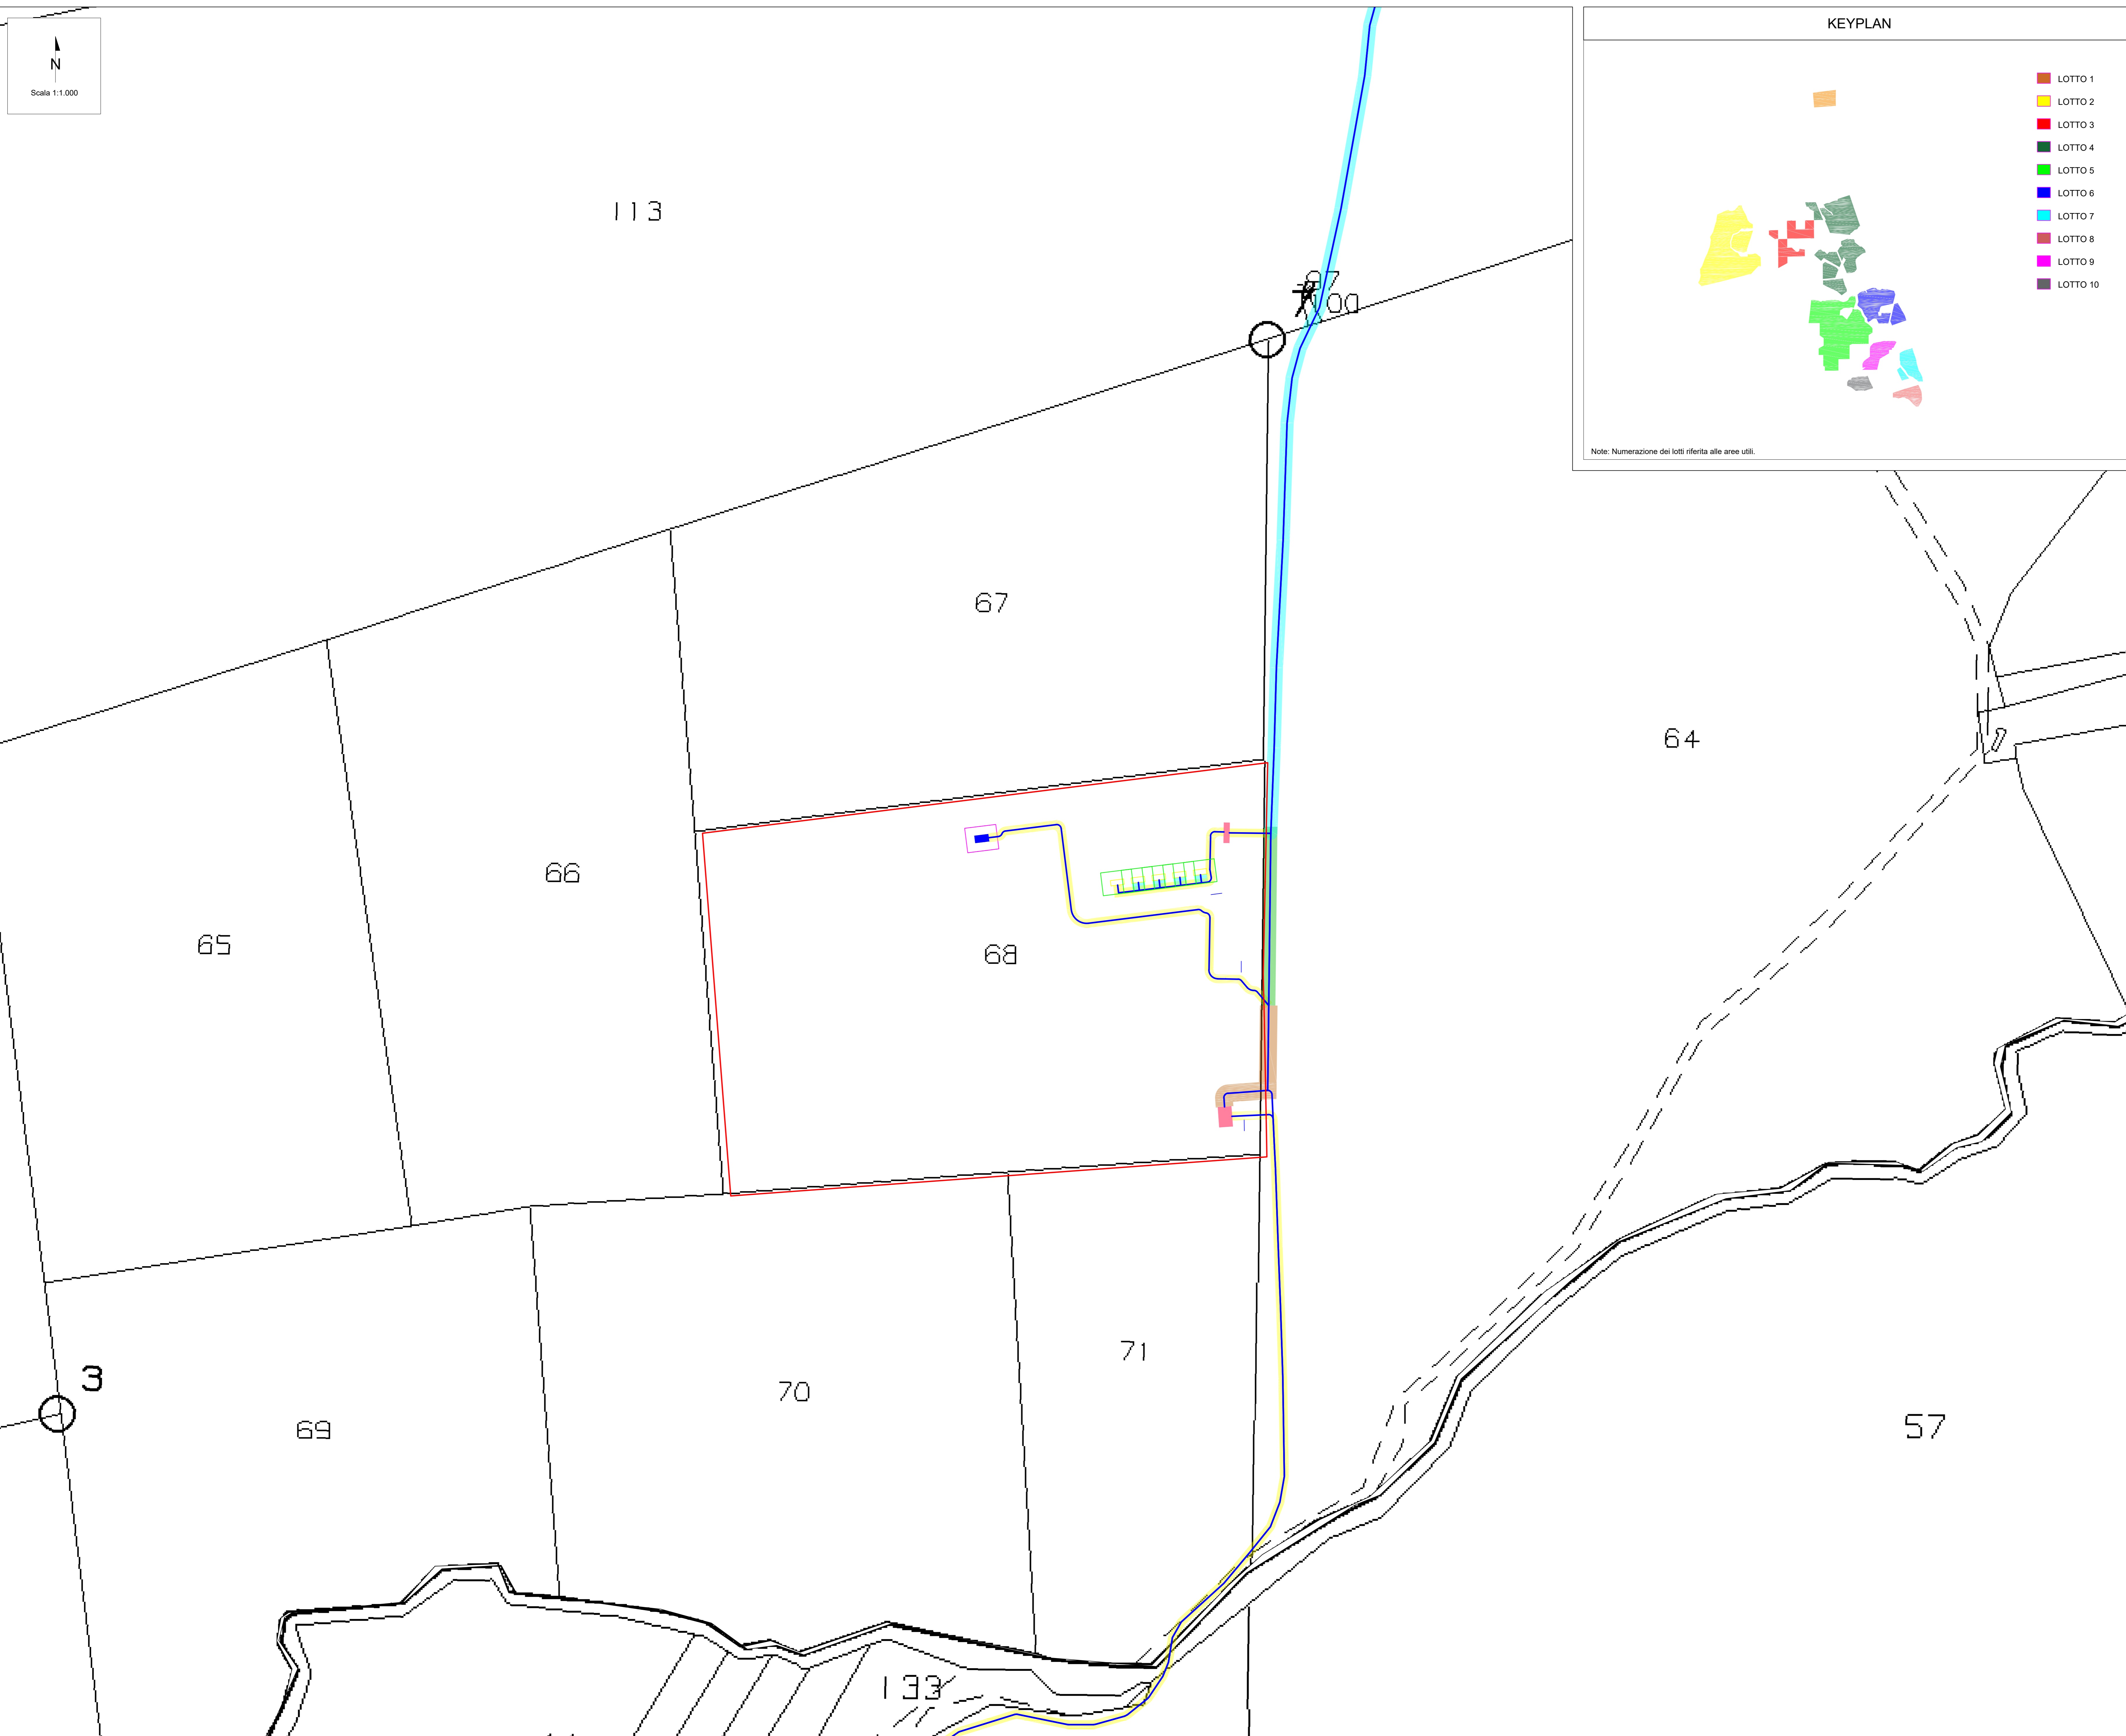 KEYPLAN
N
Scala 1:1.000
LOTTO 1
LOTTO 2
LOTTO 3
LOTTO 4
LOTTO 5
LOTTO 6
LOTTO 7
LOTTO 8
LOTTO 9
LOTTO 10
Note: Numerazione dei lotti riferita alle aree utili.
113
67
64
66
65
68
71
3
70
69
57
133